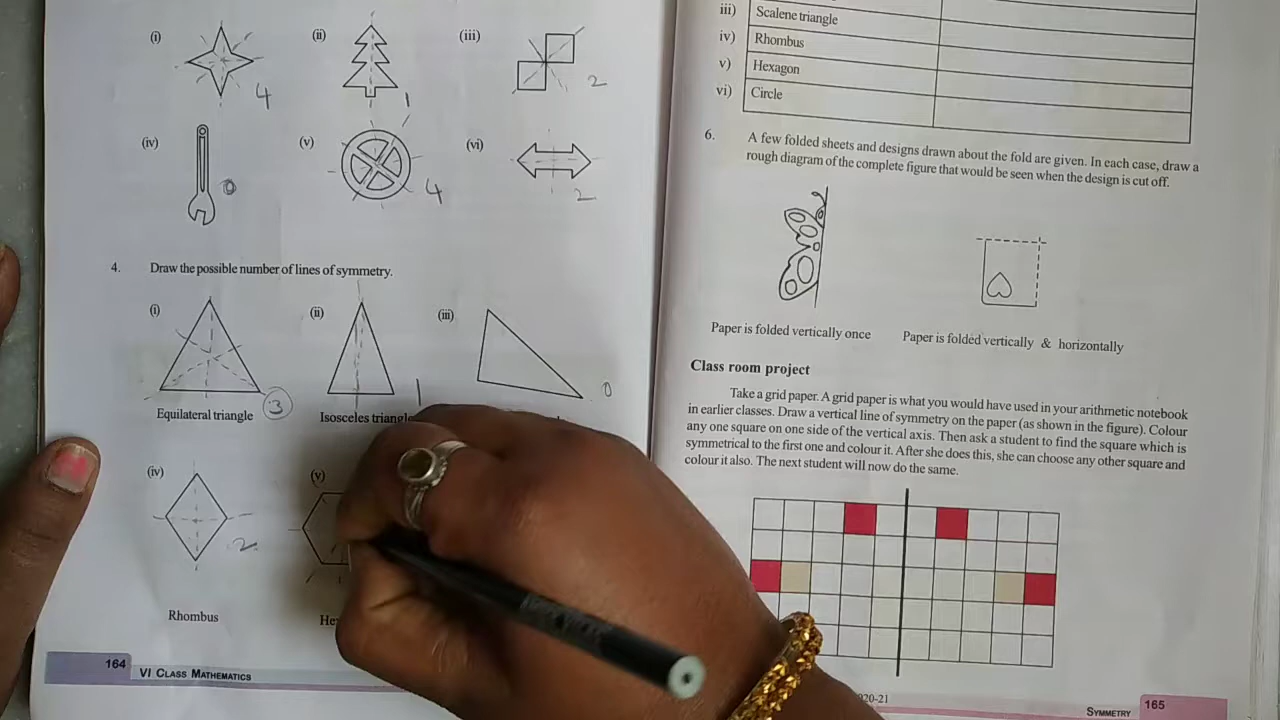 (i) (ii) (iii)
4 1 2
(iv) (v) (vi)
0 4 2
4. Draw the possible number of lines of symmetry.
(i) (ii) (iii)
3 1 0
Equilateral triangle Isosceles triangle
(iv) (v)
2
Rhombus He
164 VI CLASS MATHEMATICS
iii) Scalene triangle
iv) Rhombus
v) Hexagon
vi) Circle
6. A few folded sheets and designs drawn about the fold are given. In each case, draw a
rough diagram of the complete figure that would be seen when the design is cut off.
Paper is folded vertically once Paper is folded vertically & horizontally
Class room project
Take a grid paper. A grid paper is what you would have used in your arithmetic notebook
in earlier classes. Draw a vertical line of symmetry on the paper (as shown in the figure). Colour
any one square on one side of the vertical axis. Then ask a student to find the square which is
symmetrical to the first one and colour it. After she does this, she can choose any other square and
colour it also. The next student will now do the same.
020-21
SYMMETRY 165